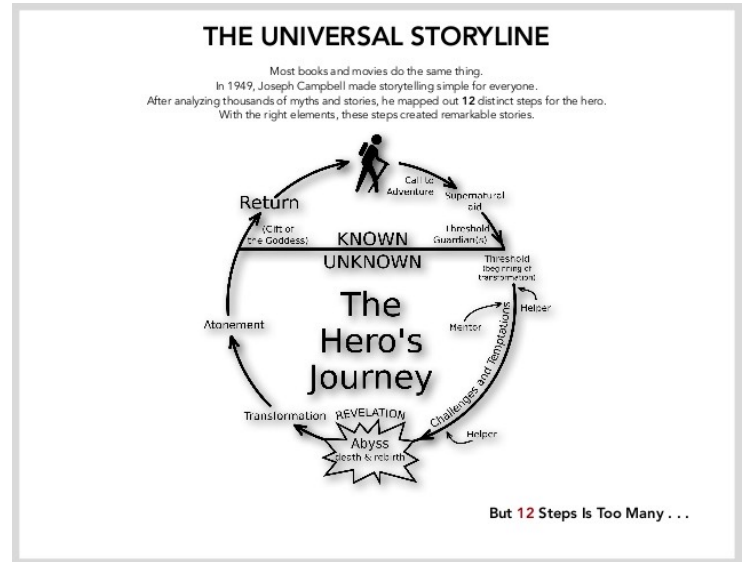 THE UNIVERSAL STORYLINE
Most books and movies do the same thing.
In 1949, Joseph Campbell made storytelling simple for everyone.
After analyzing thousands of myths and stories, he mapped out 12 distinct steps for the hero.
With the right elements, these steps created remarkable stories.
Call to
Adventure
Supernatural
aid
Return
(Gift of
the Goddess)
KNOWN
Threshold
Guardian(s)
UNKNOWN
Threshold
(beginning of
transformation)
The
Hero's
Journey
Helper
Mentor
Challenges and Temptations
Atonement
Transformation
REVELATION
Abyss
death & rebirth
Helper
But 12 Steps Is Too Many . . .